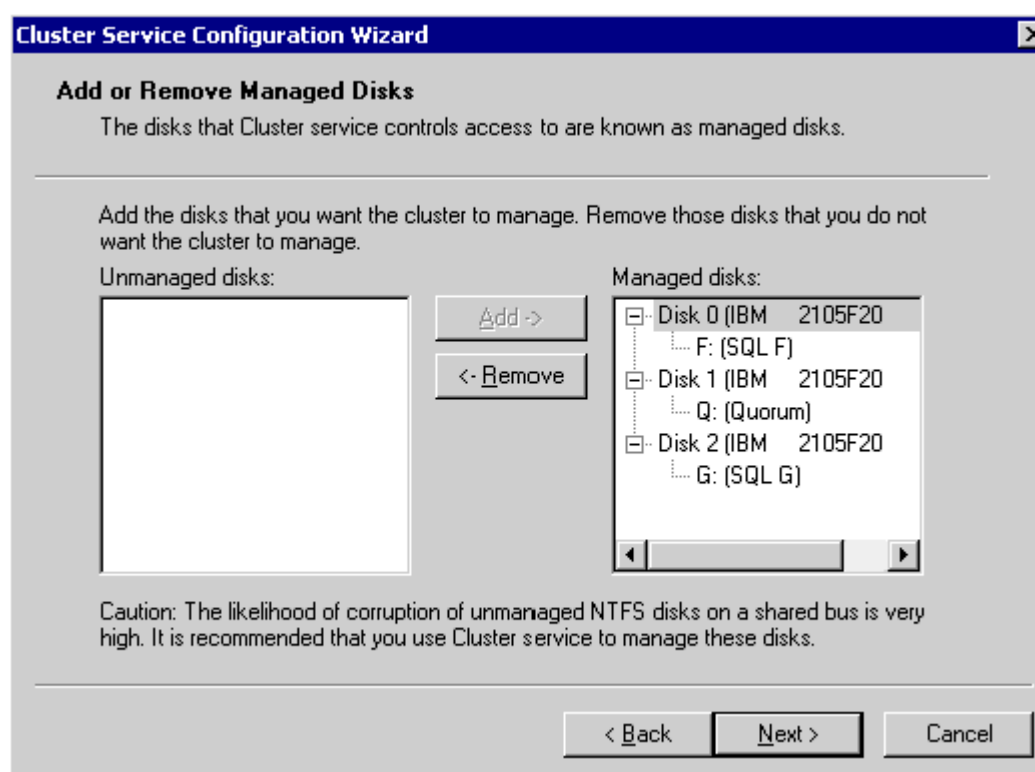 Cluster Service Configuration Wizard
Add or Remove Managed Disks
The disks that Cluster service controls access to are known as managed disks.
Add the disks that you want the cluster to manage. Remove those disks that you do not
want the cluster to manage.
Unmanaged disks:
Managed disks:
Add ->
<- Remove
Disk 0 (IBM 2105F20
F: (SQL F)
Disk 1 (IBM 2105F20
Q: (Quorum)
Disk 2 (IBM 2105F20
G: (SQL G)
Caution: The likelihood of corruption of unmanaged NTFS disks on a shared bus is very
high. It is recommended that you use Cluster service to manage these disks.
< Back
Next >
Cancel